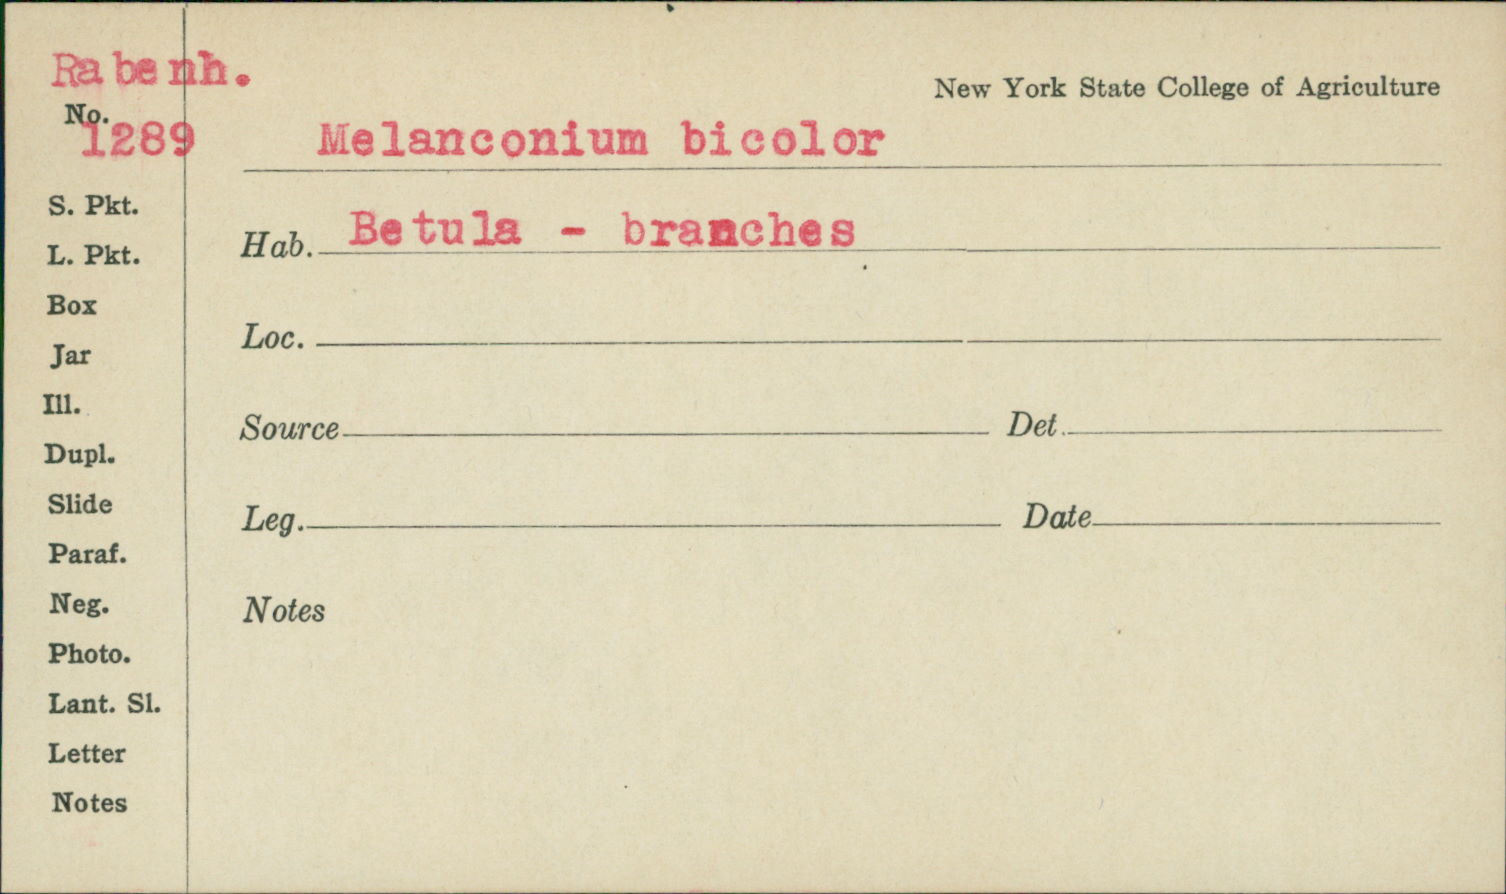 Rabenh.
New York State College of Agriculture
No.
1289
Melanconium bicolor
S. Pkt.
Hab. Betula - branches
L. Pkt.
Box
Loc.
Jar
Ill.
Source Det.
Dupl.
Slide
Leg. Date
Paraf.
Neg.
Notes
Photo.
Lant. Sl.
Letter
Notes